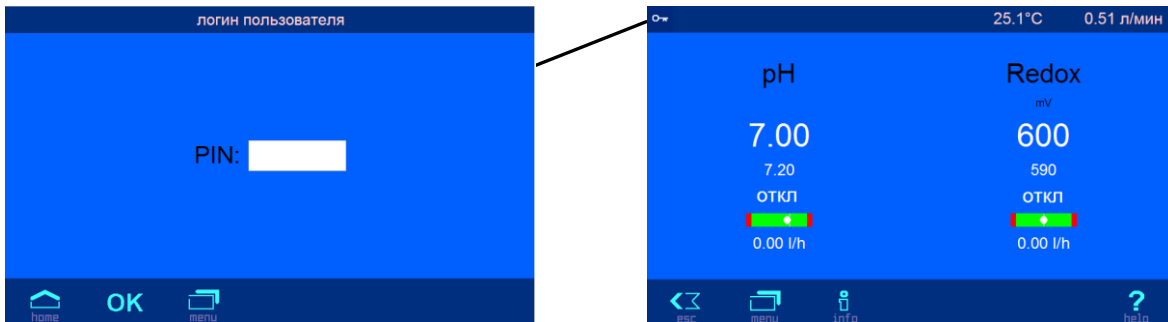 логин пользователя
PIN:
home
OK
menu
25.1°C 0.51 л/мин
pH Redox
mV
7.00 600
7.20 590
откл откл
0.00 l/h 0.00 l/h
esc
menu
info
?
help